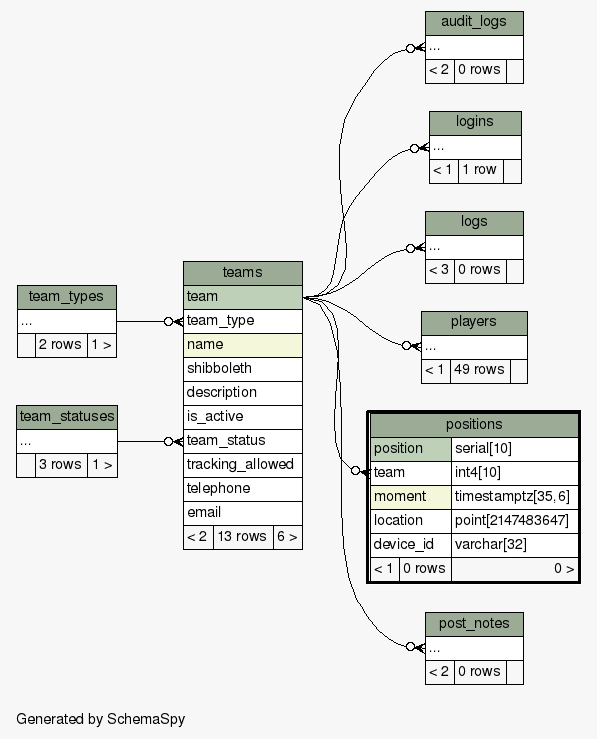 audit_logs
...
< 2 0 rows
logins
...
< 1 1 row
logs
...
< 3 0 rows
teams
team
team_type
name
shibboleth
description
is_active
team_status
tracking_allowed
telephone
email
< 2 13 rows 6 >
team_types
...
2 rows 1 >
team_statuses
...
3 rows 1 >
players
...
< 1 49 rows
positions
position serial[10]
team int4[10]
moment timestamptz[35,6]
location point[2147483647]
device_id varchar[32]
< 1 0 rows 0 >
post_notes
...
< 2 0 rows
Generated by SchemaSpy